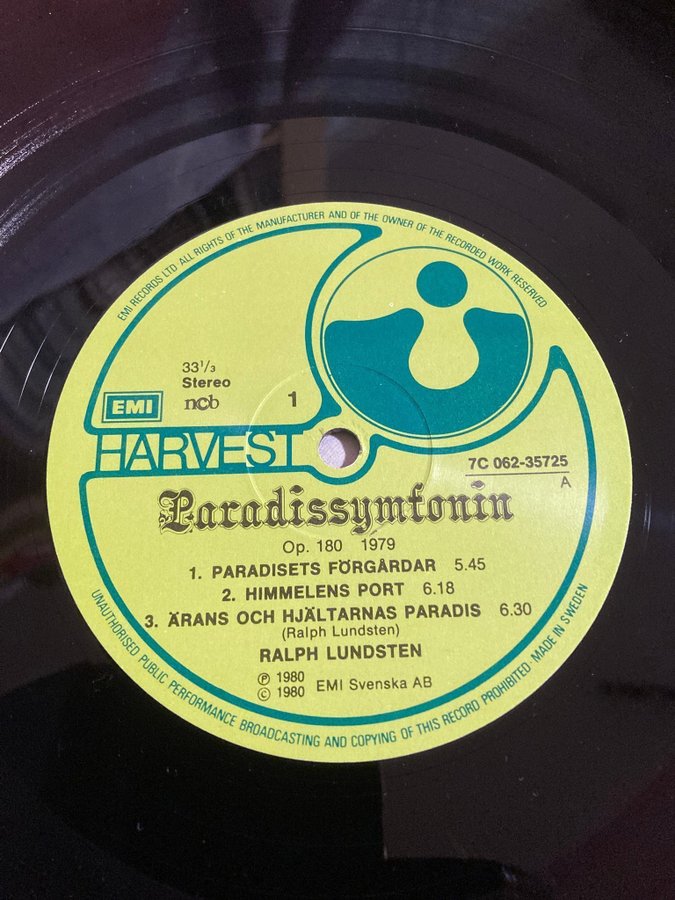 EMI RECORDS LTD ALL RIGHTS OF THE MANUFACTURER AND OF THE OWNER OF THE RECORDED WORK RESERVED
33 1/3
Stereo
EMI
ncb
1
HARVEST
7C 062-35725
A
Paradissymfonin
Op. 180 1979
1. PARADISETS FÖRGÅRDAR 5.45
2. HIMMELENS PORT 6.18
3. ÄRANS OCH HJÄLTARNAS PARADIS 6.30
(Ralph Lundsten)
RALPH LUNDSTEN
℗ 1980
© 1980 EMI Svenska AB
UNAUTHORISED PUBLIC PERFORMANCE BROADCASTING AND COPYING OF THIS RECORD PROHIBITED · MADE IN SWEDEN